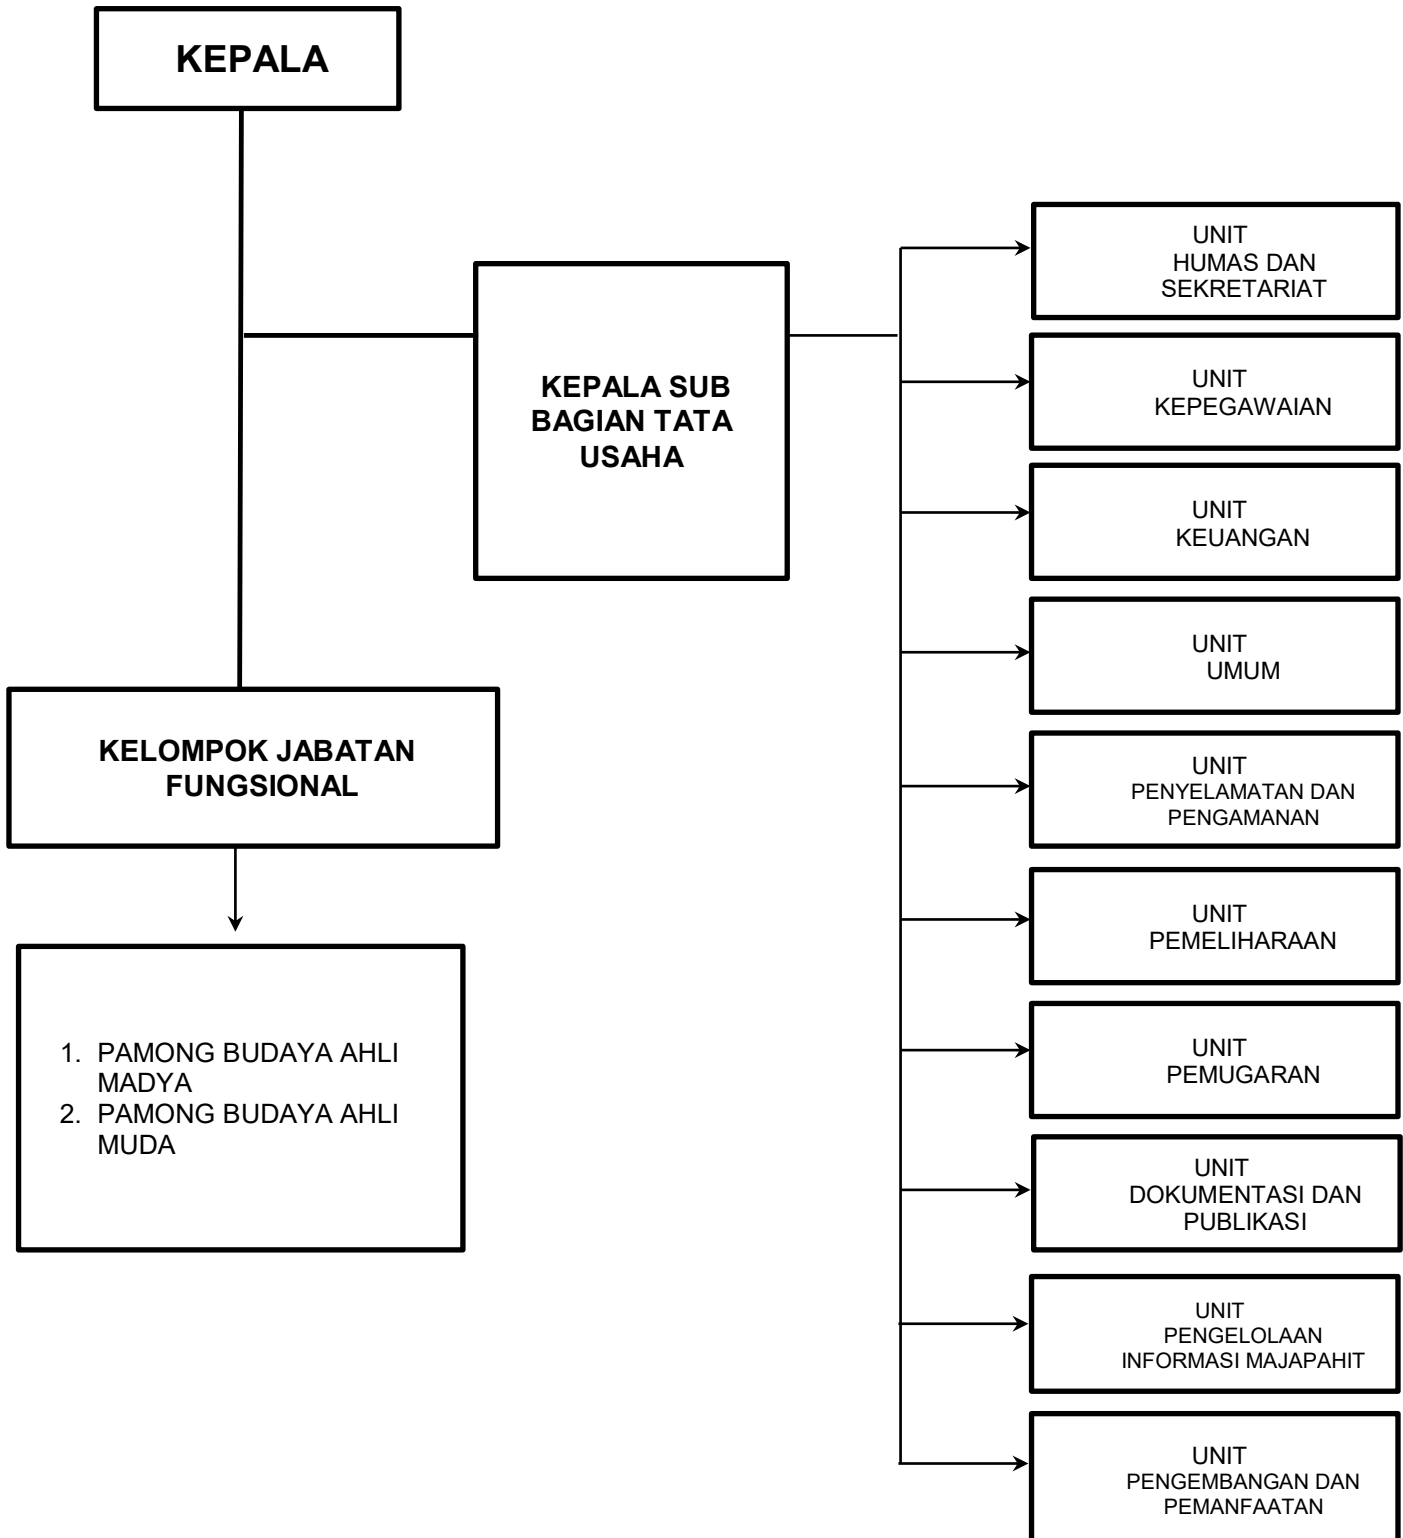 KEPALA
KEPALA SUB
BAGIAN TATA
USAHA
KELOMPOK JABATAN
FUNGSIONAL
1. PAMONG BUDAYA AHLI
MADYA
2. PAMONG BUDAYA AHLI
MUDA
UNIT
HUMAS DAN
SEKRETARIAT
UNIT
KEPEGAWAIAN
UNIT
KEUANGAN
UNIT
UMUM
UNIT
PENYELAMATAN DAN
PENGAMANAN
UNIT
PEMELIHARAAN
UNIT
PEMUGARAN
UNIT
DOKUMENTASI DAN
PUBLIKASI
UNIT
PENGELOLAAN
INFORMASI MAJAPAHIT
UNIT
PENGEMBANGAN DAN
PEMANFAATAN